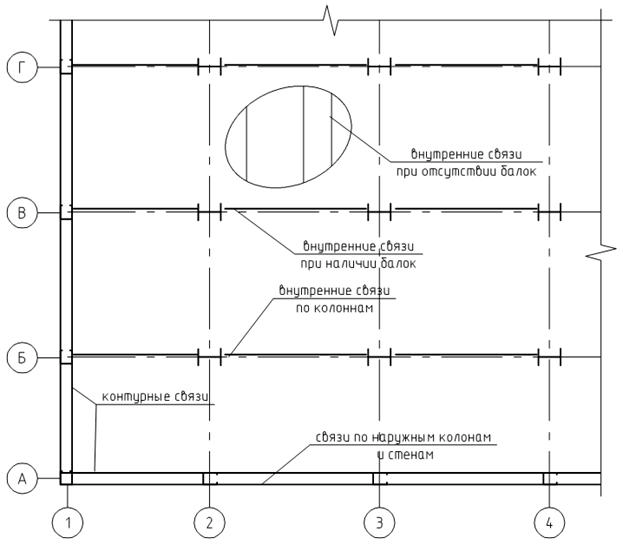 Г
внутренние связи
при отсутствии балок
В
внутренние связи
при наличии балок
внутренние связи
по колоннам
Б
контурные связи
связи по наружным колонам
и стенам
А
1
2
3
4